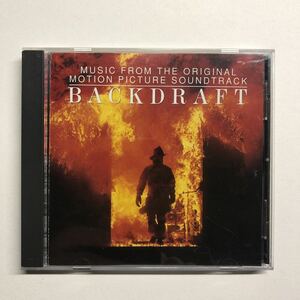 MUSIC FROM THE ORIGINAL
MOTION PICTURE SOUNDTRACK
BACKDRAFT